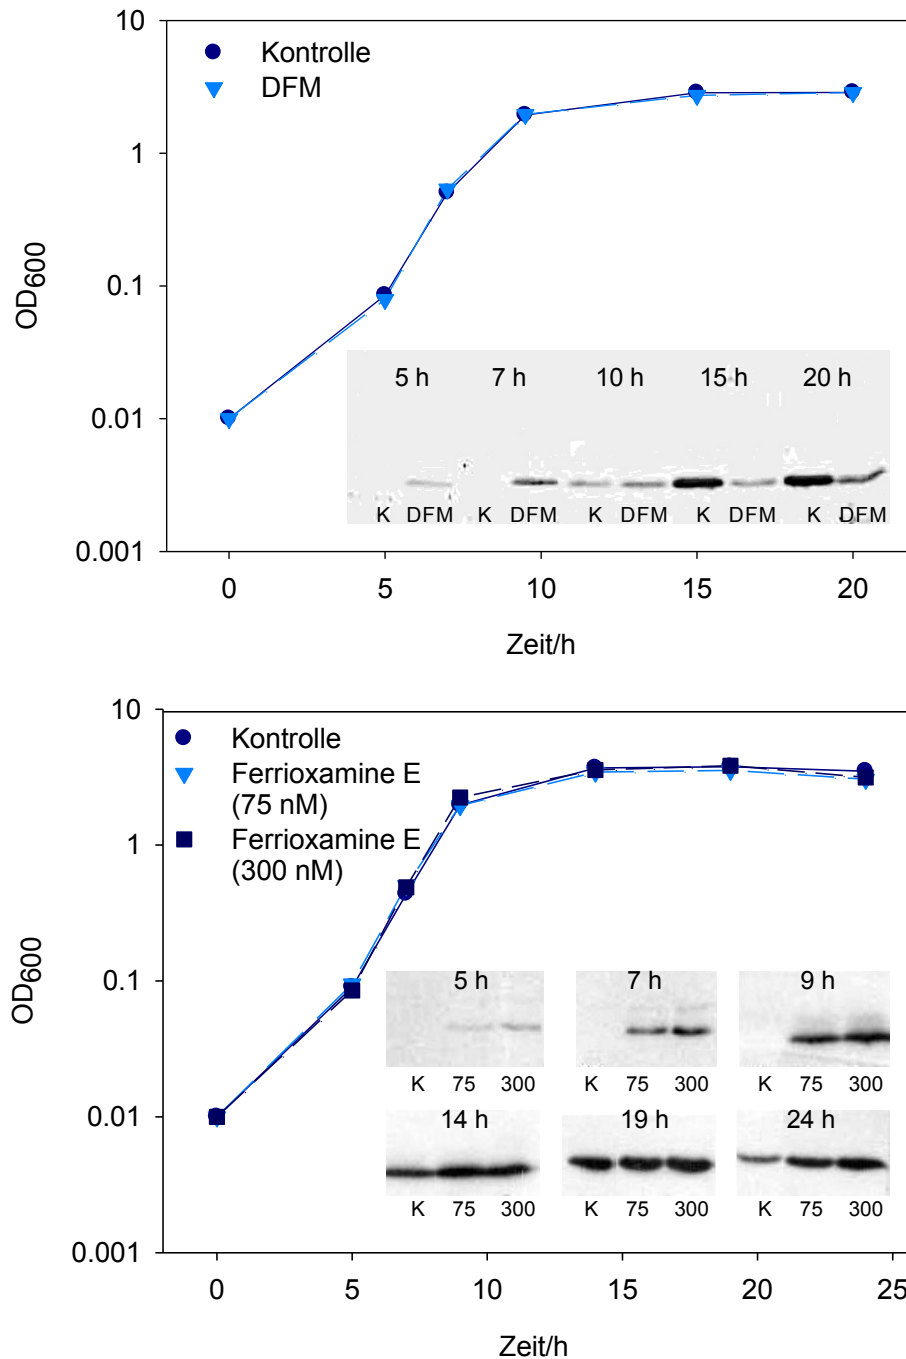 10
Kontrolle
DFM
1
0.1
OD600
5 h 7 h 10 h 15 h 20 h
0.01
K DFM K DFM K DFM K DFM K DFM
0.001
0 5 10 15 20
Zeit/h
10
Kontrolle
Ferrioxamine E
(75 nM)
1
Ferrioxamine E
(300 nM)
0.1
OD600
5 h 7 h 9 h
K 75 300 K 75 300 K 75 300
0.01
14 h 19 h 24 h
K 75 300 K 75 300 K 75 300
0.001
0 5 10 15 20 25
Zeit/h